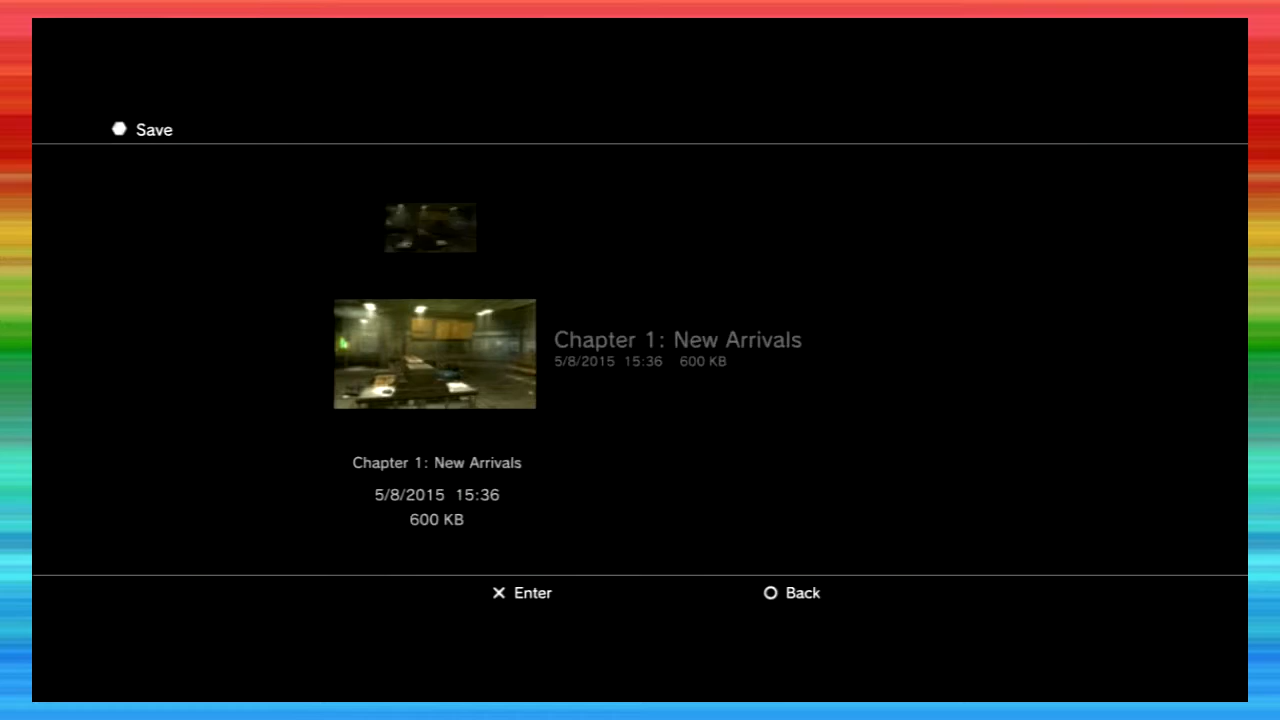 Save
Chapter 1: New Arrivals
5/8/2015 15:36 600 KB
Chapter 1: New Arrivals
5/8/2015 15:36
600 KB
Enter
Back